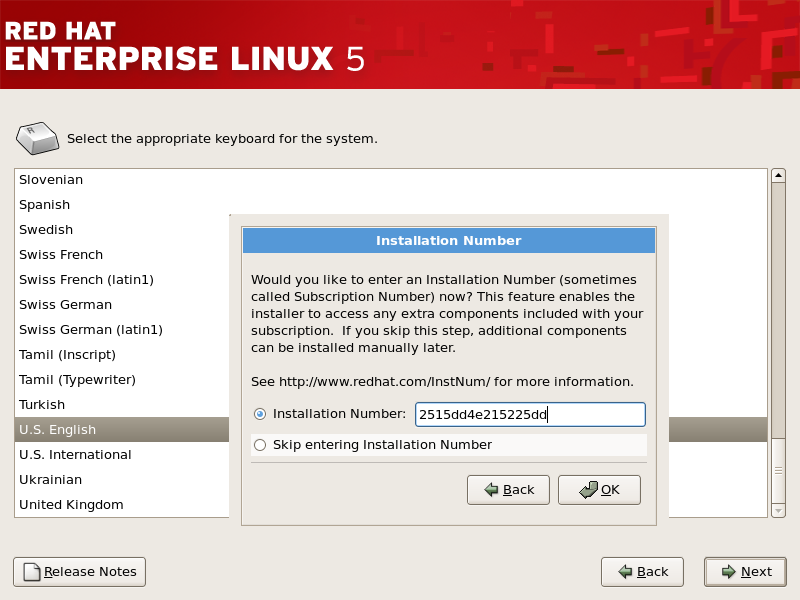 RED HAT
ENTERPRISE LINUX 5
R
Select the appropriate keyboard for the system.
Slovenian
Spanish
Swedish
Swiss French
Swiss French (latin1)
Swiss German
Swiss German (latin1)
Tamil (Inscript)
Tamil (Typewriter)
Turkish
U.S. English
U.S. International
Ukrainian
United Kingdom
Installation Number
Would you like to enter an Installation Number (sometimes
called Subscription Number) now? This feature enables the
installer to access any extra components included with your
subscription.  If you skip this step, additional components
can be installed manually later.
See http://www.redhat.com/InstNum/ for more information.
Installation Number: 2515dd4e215225dd
Skip entering Installation Number
Back OK
Release Notes Back Next